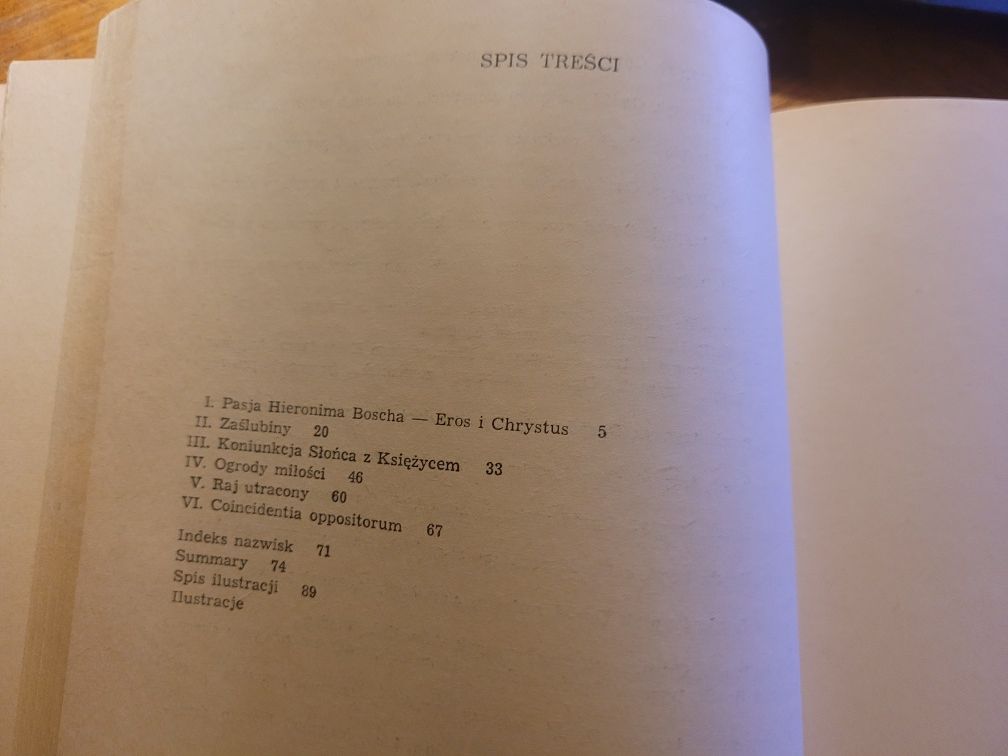 SPIS TREŚCI
I. Pasja Hieronima Boscha — Eros i Chrystus 5
II. Zaślubiny 20
III. Koniunkcja Słońca z Księżycem 33
IV. Ogrody miłości 46
V. Raj utracony 60
VI. Coincidentia oppositorum 67
Indeks nazwisk 71
Summary 74
Spis ilustracji 89
Ilustracje